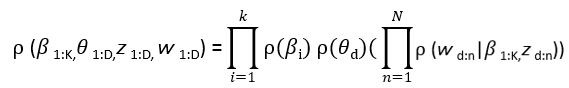 ρ (β 1:K,θ 1:D,z 1:D, w 1:D) = ∏_{i=1}^{k} ρ(βi) ρ(θd)( ∏_{n=1}^{N} ρ (w d:n|β 1:K,z d:n))